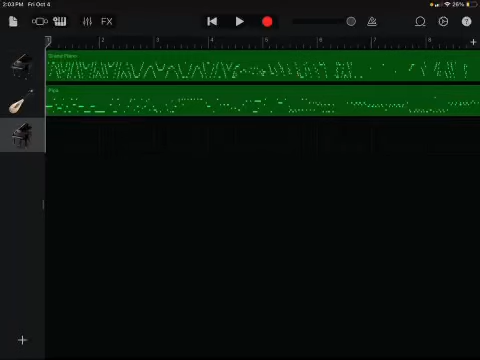 2:03 PM Fri Oct 4
26%
FX
?
1 2 3 4 5 6 7 8
+
Grand Piano
Pipa
+